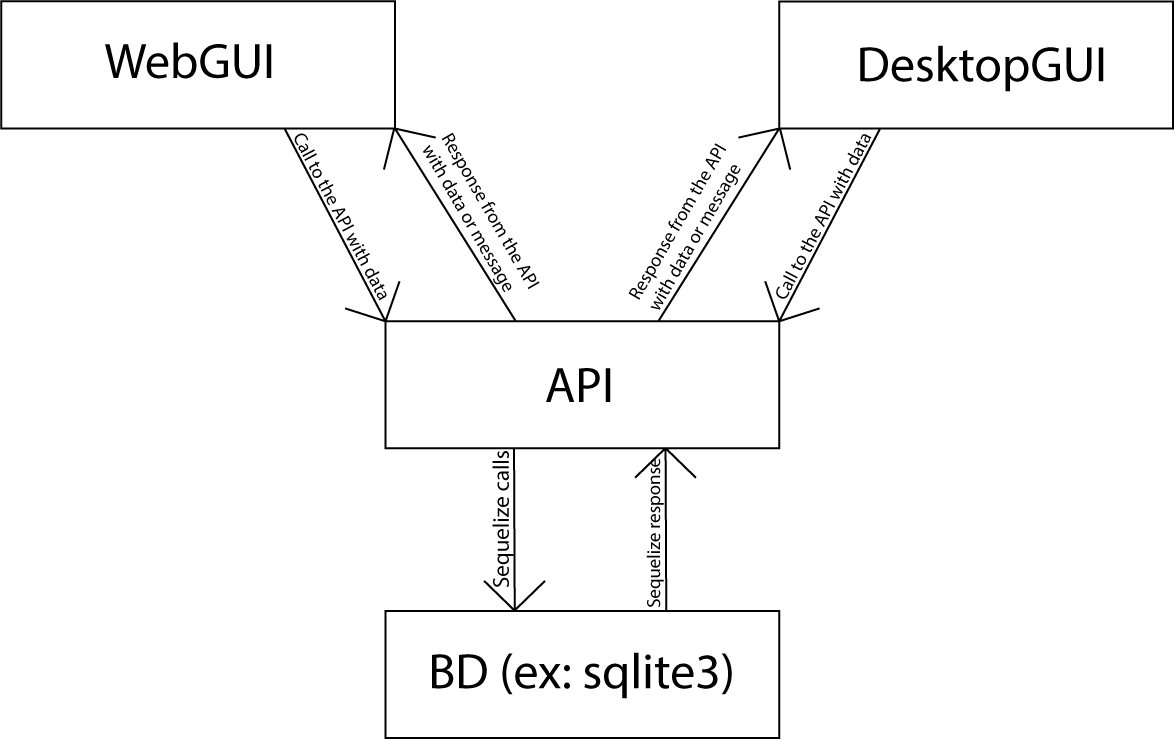 WebGUI
DesktopGUI
Call to the API with data
Response from the API
with data or message
Response from the API
with data or message
Call to the API with data
API
Sequelize calls
Sequelize response
BD (ex: sqlite3)